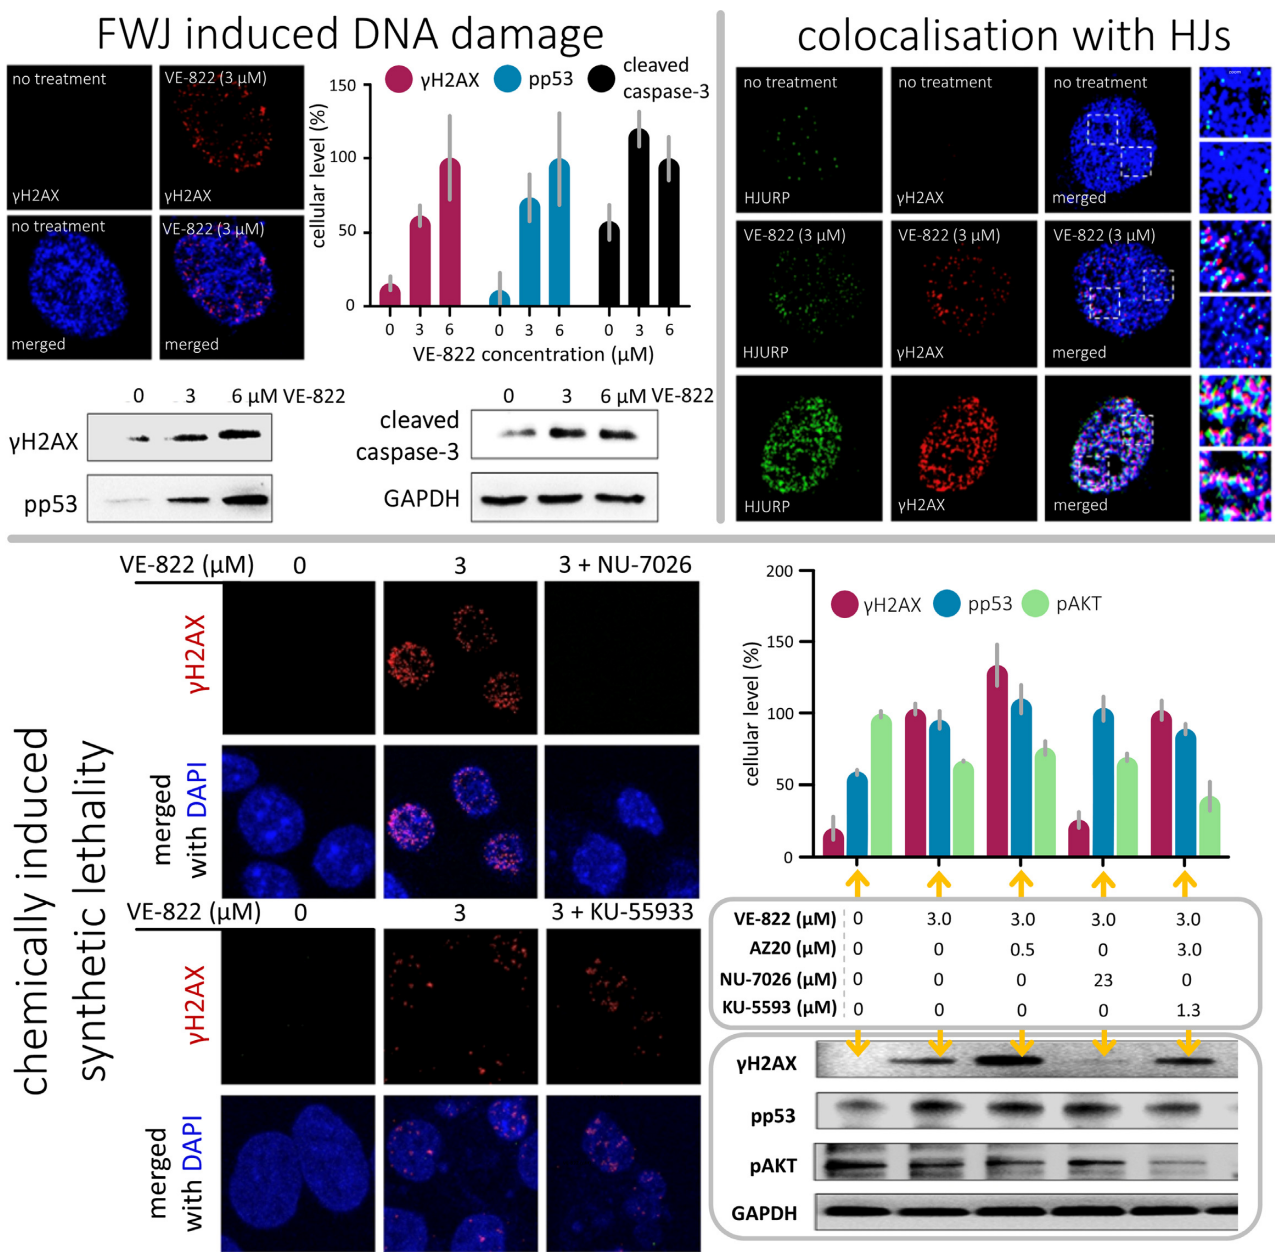 FWJ induced DNA damage
no treatment
γH2AX
VE-822 (3 μM)
γH2AX
no treatment
merged
VE-822 (3 μM)
merged
γH2AX
pp53
cleaved
caspase-3
cellular level (%)
150
100
50
0
0 3 6 0 3 6 0 3 6
VE-822 concentration (μM)
0 3 6 μM VE-822
γH2AX
pp53
0 3 6 μM VE-822
cleaved
caspase-3
GAPDH
colocalisation with HJs
no treatment
HJURP
no treatment
γH2AX
no treatment
merged
zoom
VE-822 (3 μM)
HJURP
VE-822 (3 μM)
γH2AX
VE-822 (3 μM)
merged
HJURP
γH2AX
merged
chemically induced
synthetic lethality
VE-822 (μM) 0 3 3 + NU-7026
γH2AX
merged
with DAPI
VE-822 (μM) 0 3 3 + KU-55933
γH2AX
merged
with DAPI
cellular level (%)
200
150
100
50
0
γH2AX
pp53
pAKT
VE-822 (μM) 0 3.0 3.0 3.0 3.0
AZ20 (μM) 0 0 0.5 0 3.0
NU-7026 (μM) 0 0 0 23 0
KU-5593 (μM) 0 0 0 0 1.3
γH2AX
pp53
pAKT
GAPDH